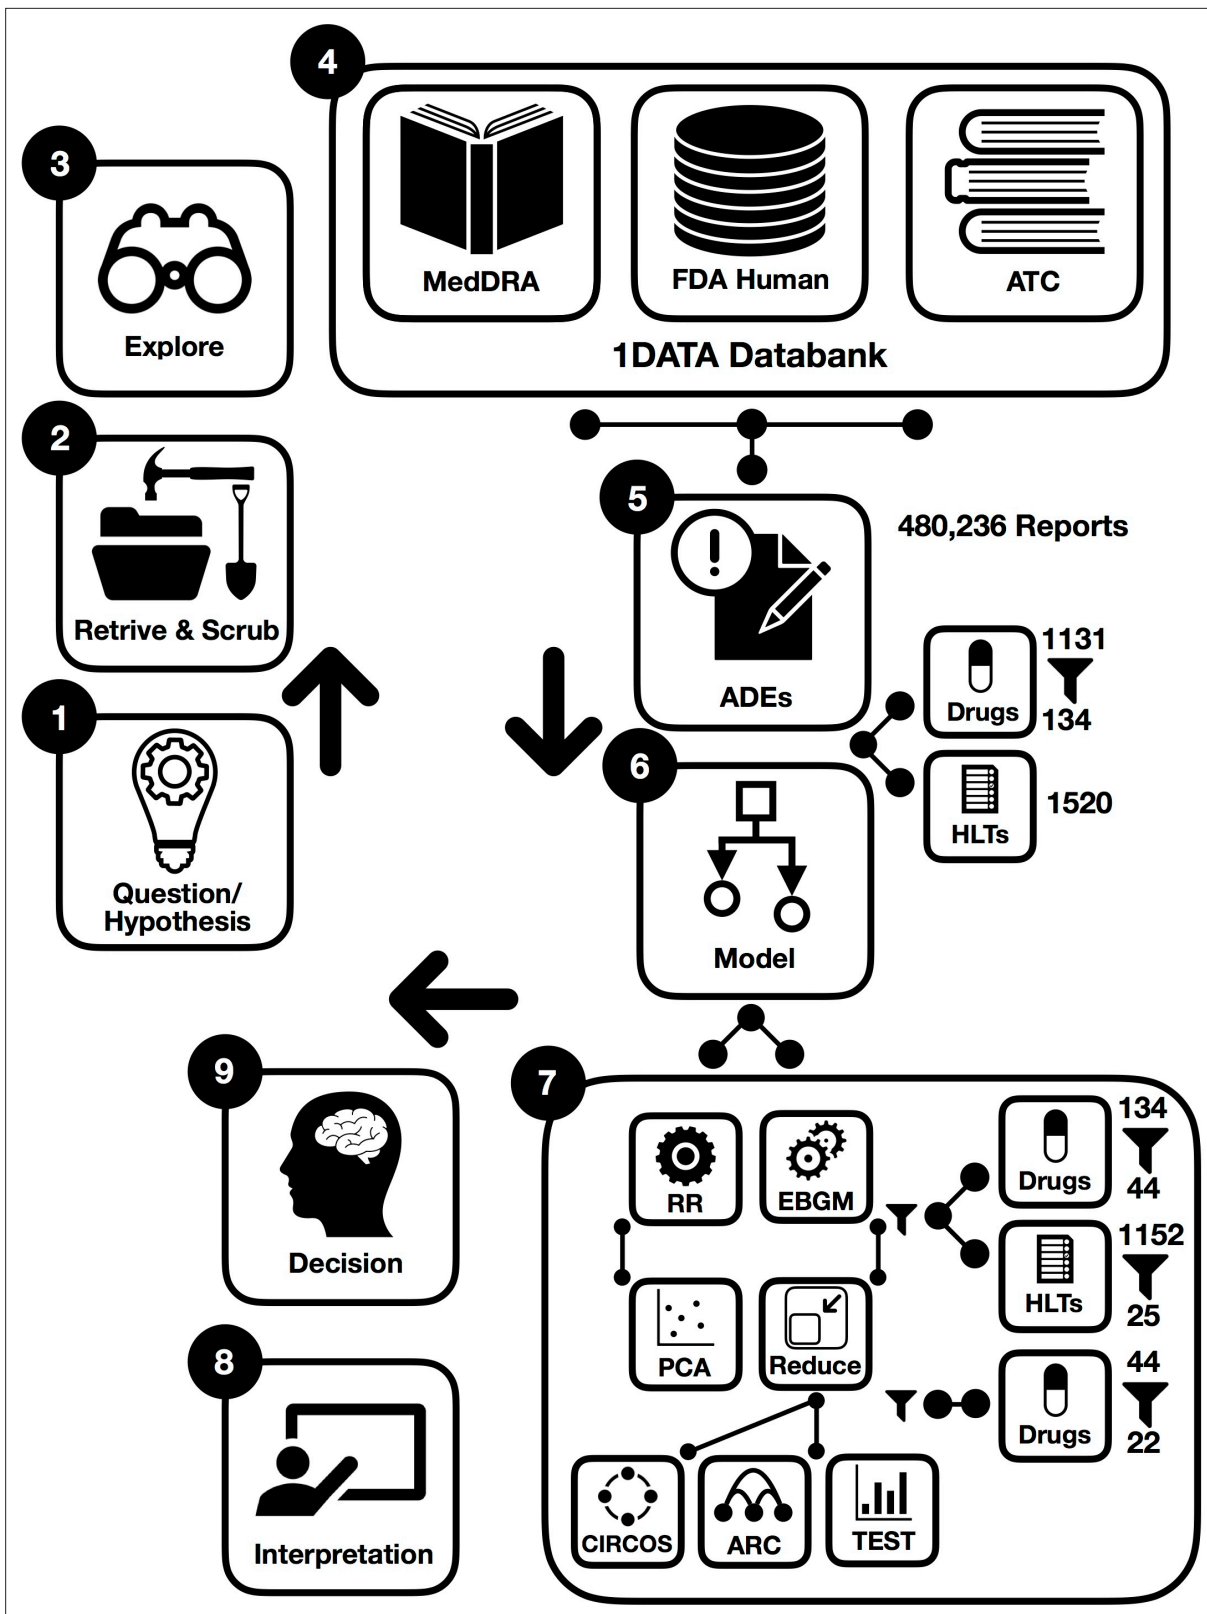 4
MedDRA
FDA Human
ATC
1DATA Databank
3
Explore
2
Retrive & Scrub
1
Question/
Hypothesis
5
ADEs
480,236 Reports
Drugs
1131
134
HLTs
1520
6
Model
7
RR
EBGM
PCA
Reduce
CIRCOS
ARC
TEST
Drugs
134
44
HLTs
1152
25
Drugs
44
22
9
Decision
8
Interpretation